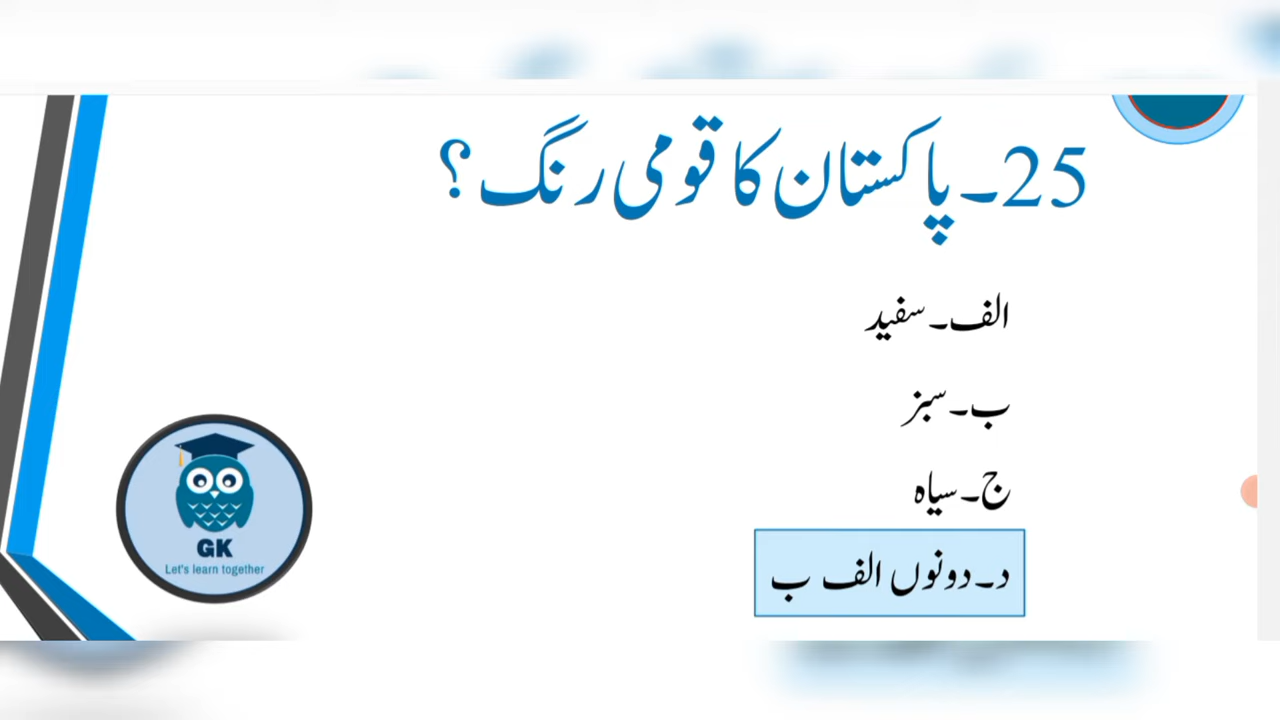 25۔ پاکستان کا قومی رنگ ؟
الف۔ سفید
ب۔ سبز
ج۔ سیاہ
د۔ دونوں الف ب
GK
Let's learn together